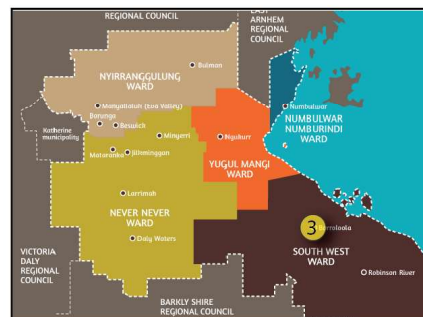 REGIONAL COUNCIL
EAST
ARNHEM
REGIONAL
COUNCIL
NYIRRANGGULUNG
WARD
Bulman
Manyallaluk (Eva Valley)
Barunga
Beswick
Katherine
municipality
Numbulwar
NUMBULWAR
NUMBURINDI
WARD
Minyerri
Ngukurr
Mataranka
Jilkminggan
YUGUL MANGI
WARD
Larrimah
NEVER NEVER
WARD
Daly Waters
3
Borroloola
SOUTH WEST
WARD
Robinson River
VICTORIA
DALY
REGIONAL
COUNCIL
BARKLY SHIRE
REGIONAL COUNCIL